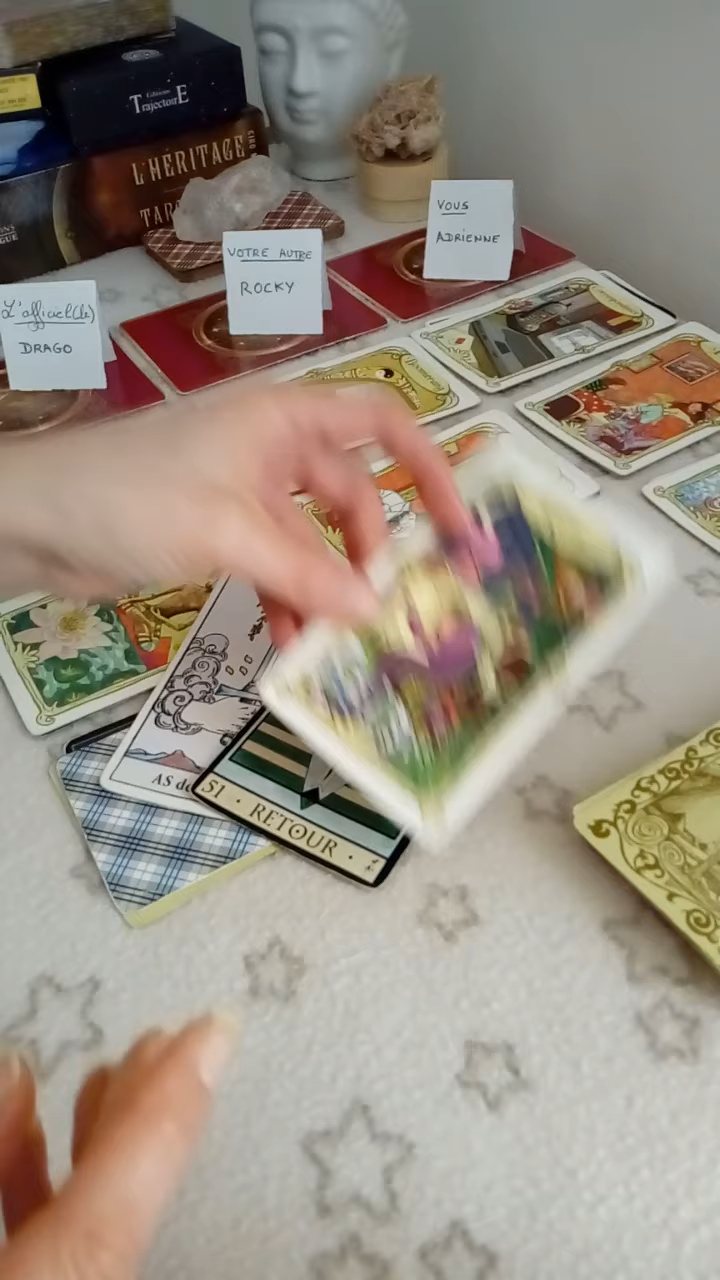 Editions
TrajectoirE
L'HÉRITAGE
TAR
VOUS
ADRIENNE
VOTRE AUTRE
ROCKY
L'officiel(le)
DRAGO
AS de
51 • RETOUR •